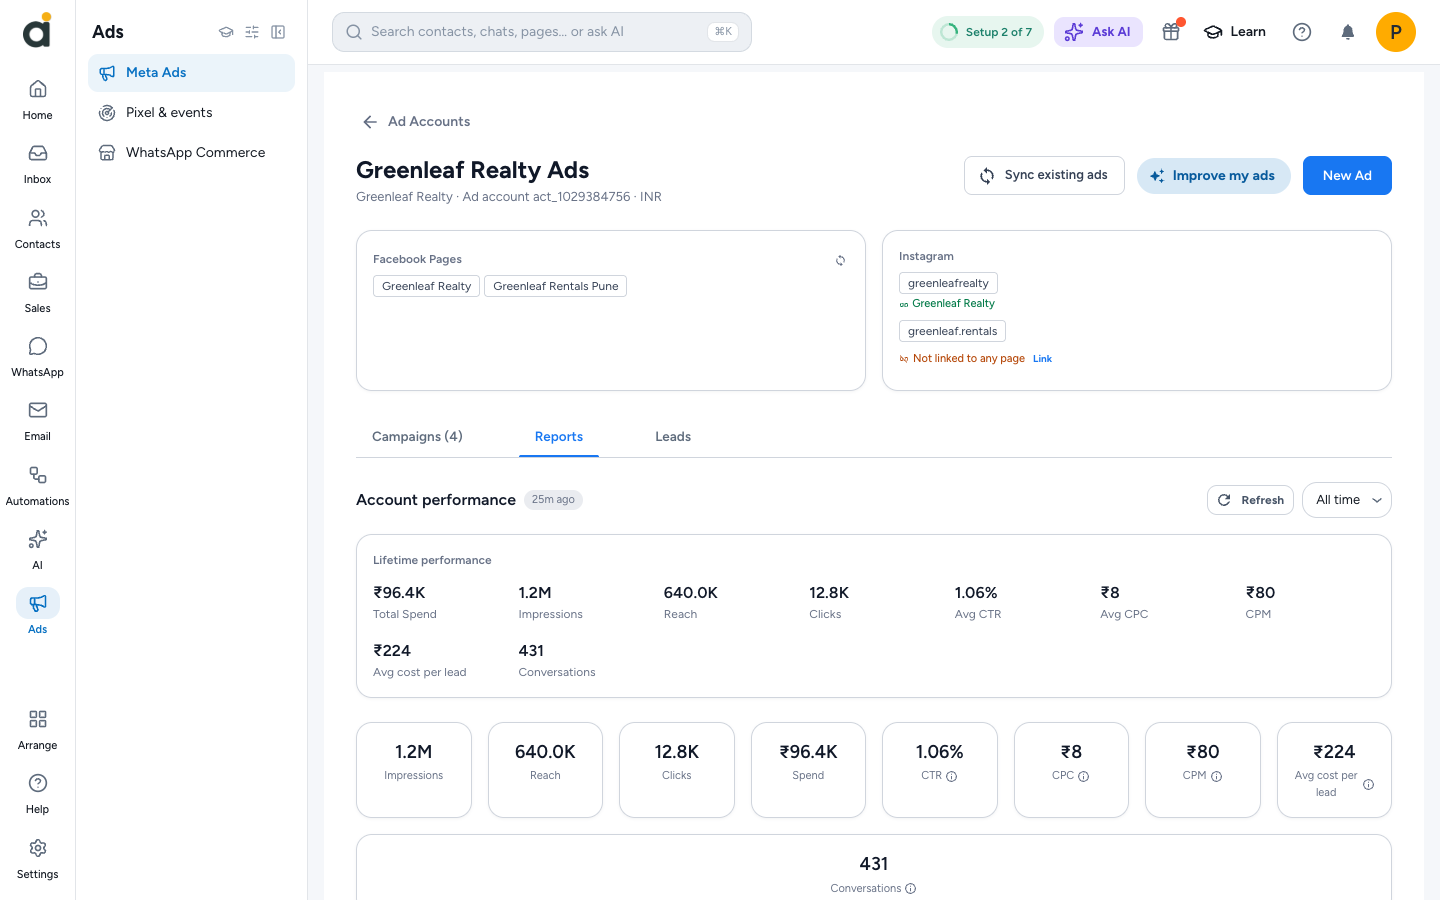 Ads
Search contacts, chats, pages... or ask AI
⌘K
Setup 2 of 7
Ask AI
Learn
P
Home
Inbox
Contacts
Sales
WhatsApp
Email
Automations
AI
Ads
Arrange
Help
Settings
Meta Ads
Pixel & events
WhatsApp Commerce
Ad Accounts
Greenleaf Realty Ads
Greenleaf Realty · Ad account act_1029384756 · INR
Sync existing ads
Improve my ads
New Ad
Facebook Pages
Greenleaf Realty
Greenleaf Rentals Pune
Instagram
greenleafrealty
Greenleaf Realty
greenleaf.rentals
Not linked to any page Link
Campaigns (4)
Reports
Leads
Account performance
25m ago
Refresh
All time
Lifetime performance
₹96.4K
Total Spend
1.2M
Impressions
640.0K
Reach
12.8K
Clicks
1.06%
Avg CTR
₹8
Avg CPC
₹80
CPM
₹224
Avg cost per lead
431
Conversations
1.2M
Impressions
640.0K
Reach
12.8K
Clicks
₹96.4K
Spend
1.06%
CTR
₹8
CPC
₹80
CPM
₹224
Avg cost per
lead
431
Conversations